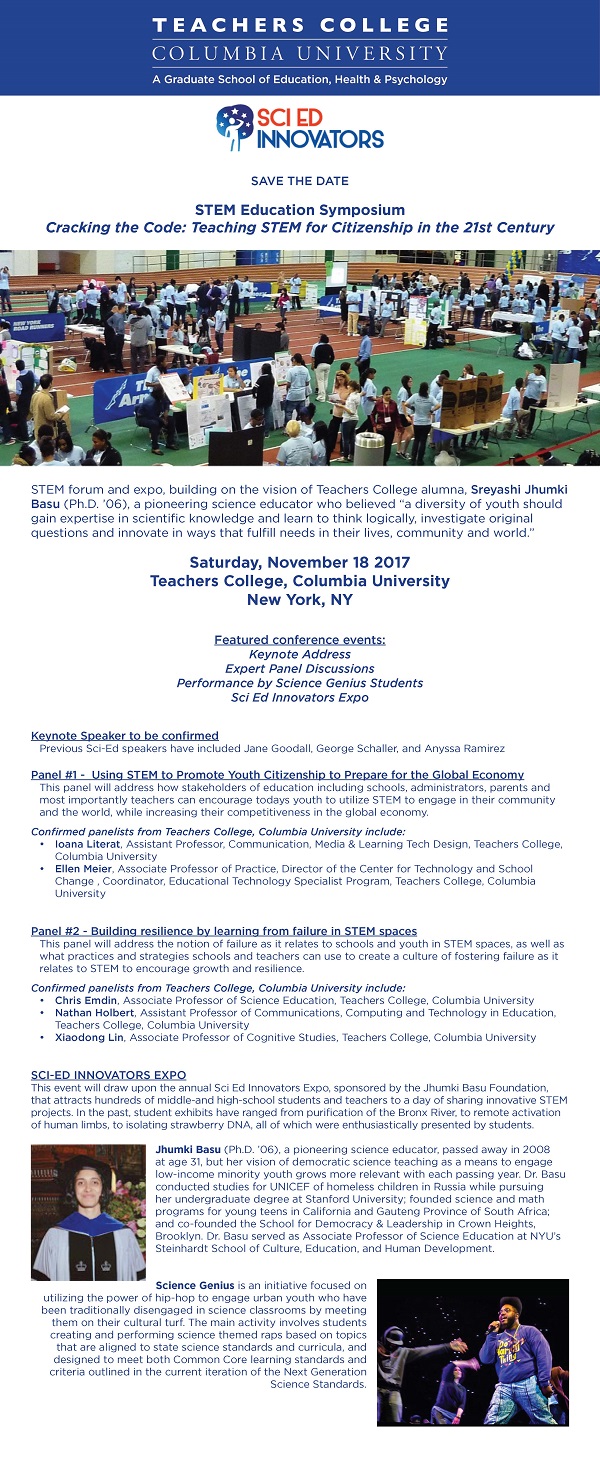 TEACHERS COLLEGE
COLUMBIA UNIVERSITY
A Graduate School of Education, Health & Psychology
SCI ED
INNOVATORS
SAVE THE DATE
STEM Education Symposium
Cracking the Code: Teaching STEM for Citizenship in the 21st Century
NEW YORK
ROAD RUNNERS
STEM forum and expo, building on the vision of Teachers College alumna, Sreyashi Jhumki
Basu (Ph.D. ’06), a pioneering science educator who believed “a diversity of youth should
gain expertise in scientific knowledge and learn to think logically, investigate original
questions and innovate in ways that fulfill needs in their lives, community and world.”
Saturday, November 18 2017
Teachers College, Columbia University
New York, NY
Featured conference events:
Keynote Address
Expert Panel Discussions
Performance by Science Genius Students
Sci Ed Innovators Expo
Keynote Speaker to be confirmed
Previous Sci-Ed speakers have included Jane Goodall, George Schaller, and Anyssa Ramirez
Panel #1 - Using STEM to Promote Youth Citizenship to Prepare for the Global Economy
This panel will address how stakeholders of education including schools, administrators, parents and
most importantly teachers can encourage todays youth to utilize STEM to engage in their community
and the world, while increasing their competitiveness in the global economy.
Confirmed panelists from Teachers College, Columbia University include:
• Ioana Literat, Assistant Professor, Communication, Media & Learning Tech Design, Teachers College,
Columbia University
• Ellen Meier, Associate Professor of Practice, Director of the Center for Technology and School
Change , Coordinator, Educational Technology Specialist Program, Teachers College, Columbia
University
Panel #2 - Building resilience by learning from failure in STEM spaces
This panel will address the notion of failure as it relates to schools and youth in STEM spaces, as well as
what practices and strategies schools and teachers can use to create a culture of fostering failure as it
relates to STEM to encourage growth and resilience.
Confirmed panelists from Teachers College, Columbia University include:
• Chris Emdin, Associate Professor of Science Education, Teachers College, Columbia University
• Nathan Holbert, Assistant Professor of Communications, Computing and Technology in Education,
Teachers College, Columbia University
• Xiaodong Lin, Associate Professor of Cognitive Studies, Teachers College, Columbia University
SCI-ED INNOVATORS EXPO
This event will draw upon the annual Sci Ed Innovators Expo, sponsored by the Jhumki Basu Foundation,
that attracts hundreds of middle-and high-school students and teachers to a day of sharing innovative STEM
projects. In the past, student exhibits have ranged from purification of the Bronx River, to remote activation
of human limbs, to isolating strawberry DNA, all of which were enthusiastically presented by students.
Jhumki Basu (Ph.D. ’06), a pioneering science educator, passed away in 2008
at age 31, but her vision of democratic science teaching as a means to engage
low-income minority youth grows more relevant with each passing year. Dr. Basu
conducted studies for UNICEF of homeless children in Russia while pursuing
her undergraduate degree at Stanford University; founded science and math
programs for young teens in California and Gauteng Province of South Africa;
and co-founded the School for Democracy & Leadership in Crown Heights,
Brooklyn. Dr. Basu served as Associate Professor of Science Education at NYU’s
Steinhardt School of Culture, Education, and Human Development.
Science Genius is an initiative focused on
utilizing the power of hip-hop to engage urban youth who have
been traditionally disengaged in science classrooms by meeting
them on their cultural turf. The main activity involves students
creating and performing science themed raps based on topics
that are aligned to state science standards and curricula, and
designed to meet both Common Core learning standards and
criteria outlined in the current iteration of the Next Generation
Science Standards.